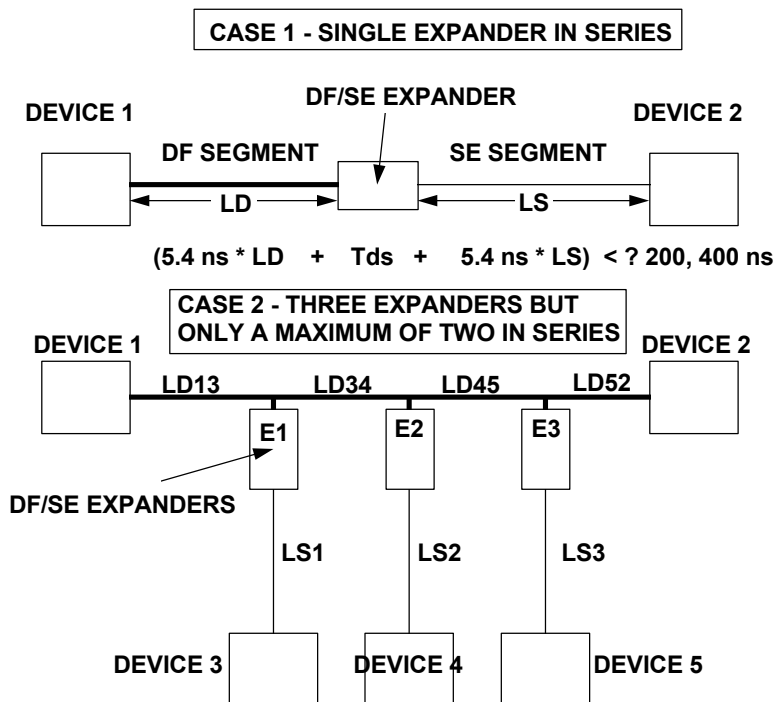 CASE 1 - SINGLE EXPANDER IN SERIES
DF/SE EXPANDER
DEVICE 1
DEVICE 2
DF SEGMENT
SE SEGMENT
LD
LS
(5.4 ns * LD + Tds + 5.4 ns * LS) < ? 200, 400 ns
CASE 2 - THREE EXPANDERS BUT
ONLY A MAXIMUM OF TWO IN SERIES
DEVICE 1
DEVICE 2
LD13
LD34
LD45
LD52
E1
E2
E3
DF/SE EXPANDERS
LS1
LS2
LS3
DEVICE 3
DEVICE 4
DEVICE 5